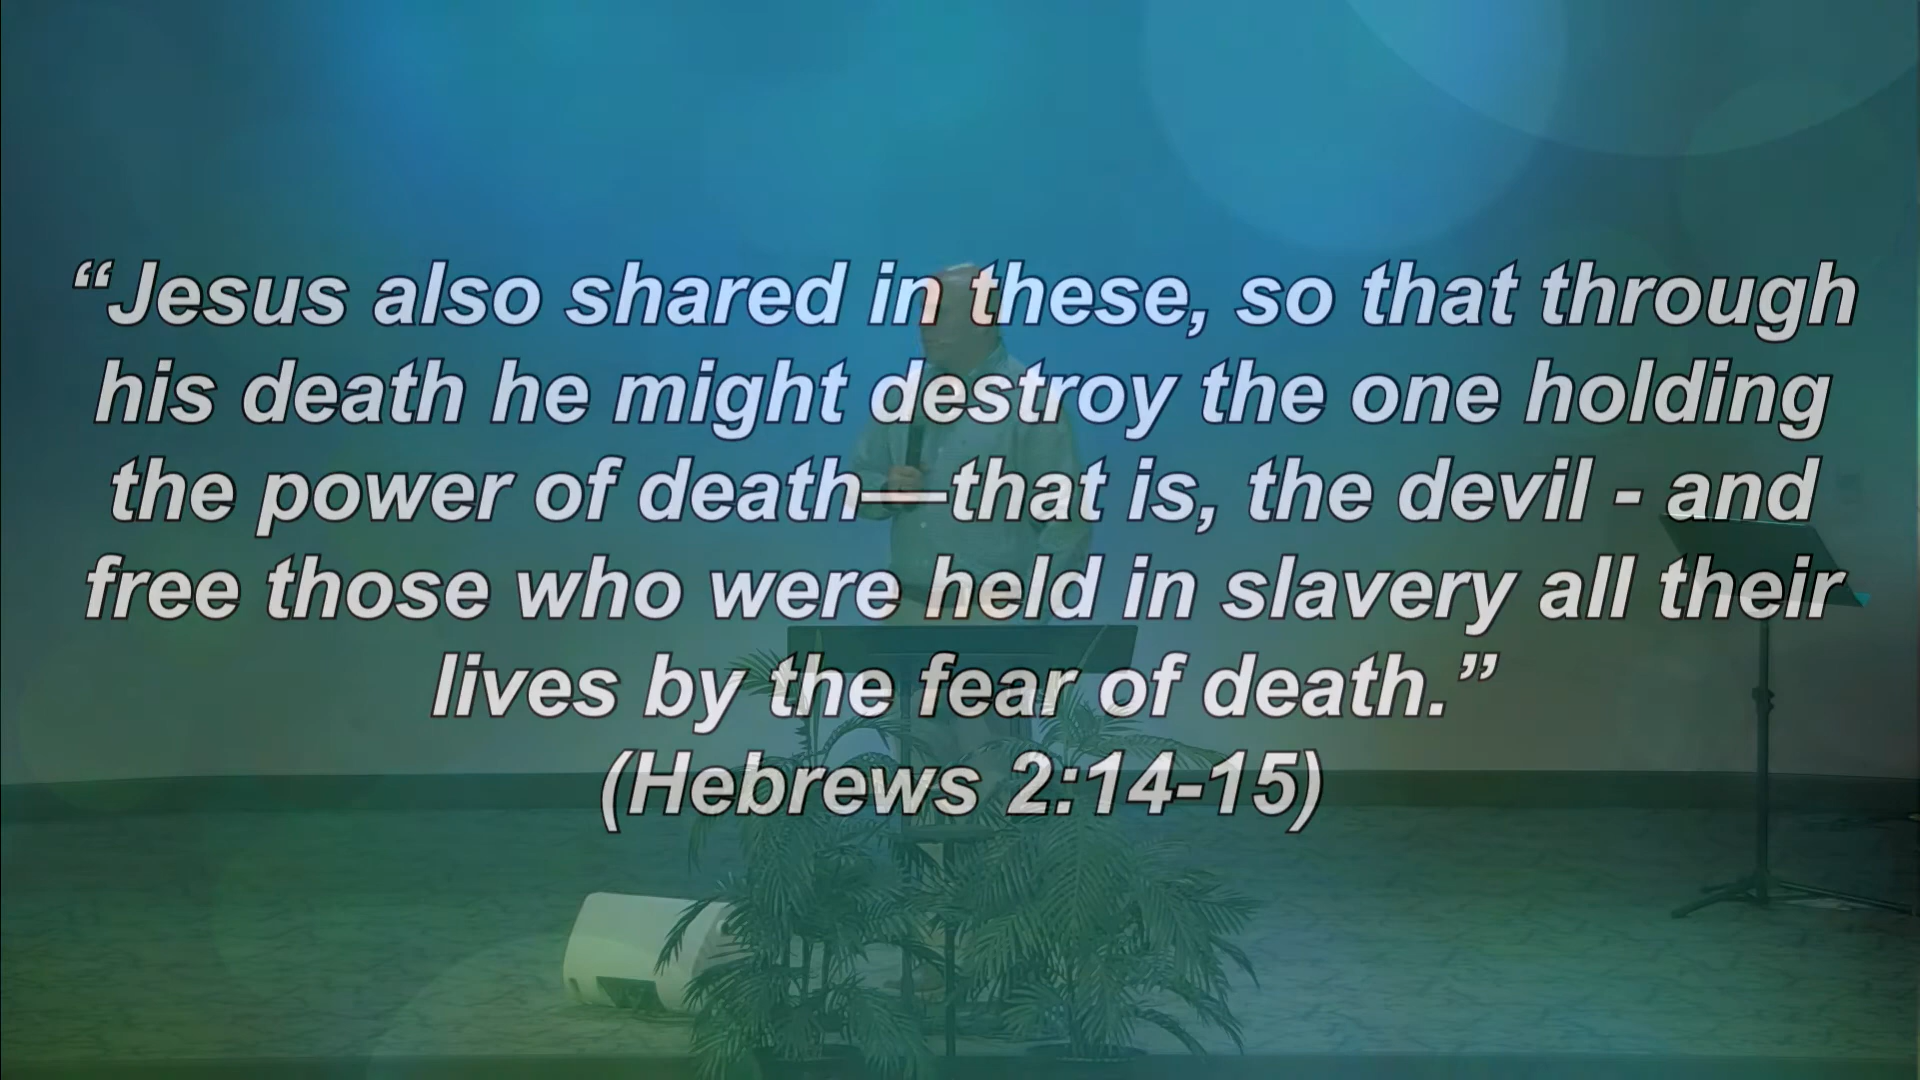 “Jesus also shared in these, so that through
his death he might destroy the one holding
the power of death—that is, the devil - and
free those who were held in slavery all their
lives by the fear of death.”
(Hebrews 2:14-15)